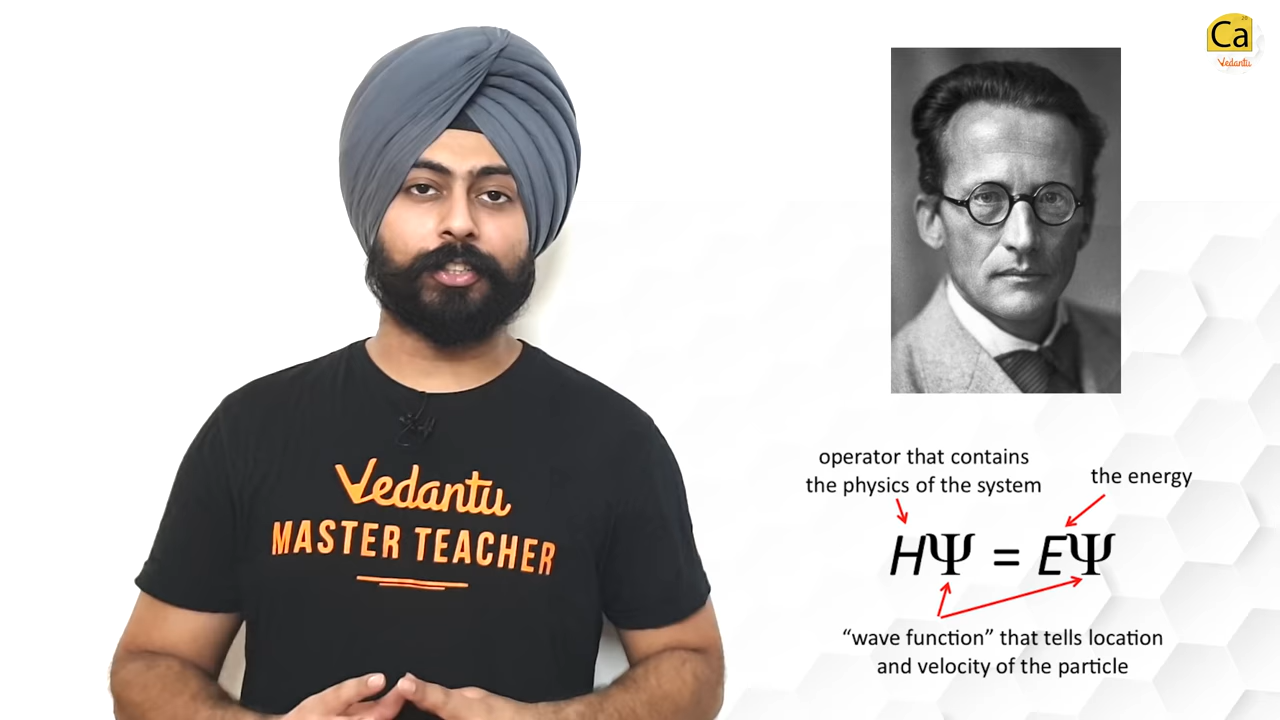 20
Ca
Vedantu
operator that contains
the physics of the system
the energy
HΨ = EΨ
“wave function” that tells location
and velocity of the particle
Vedantu
MASTER TEACHER